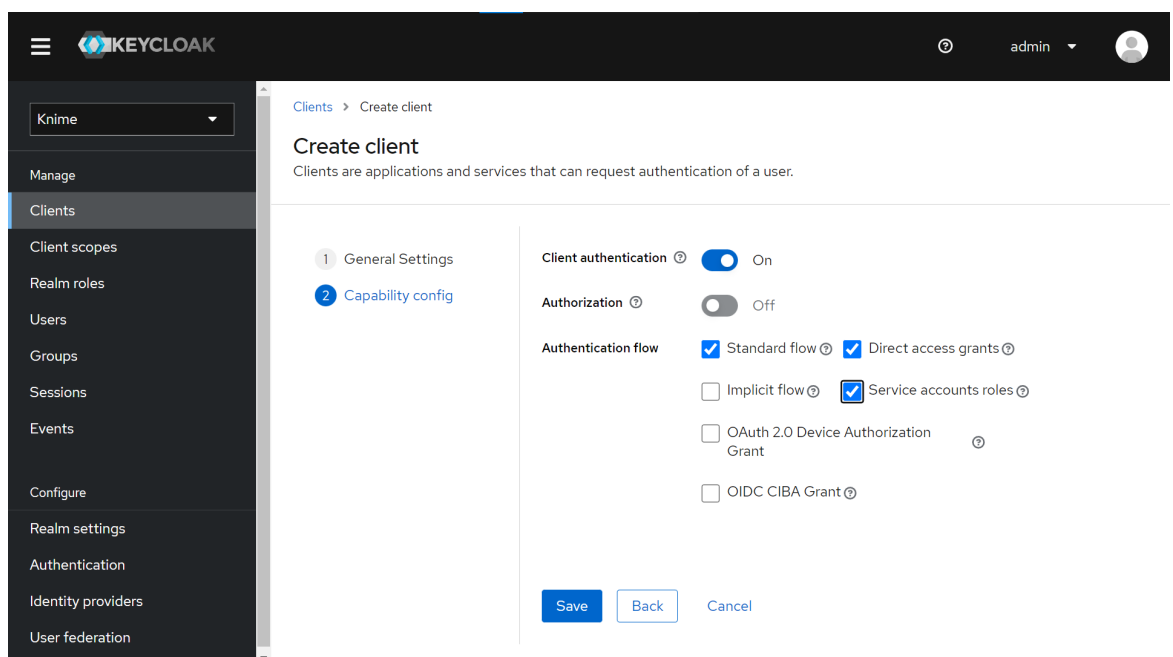 KEYCLOAK
admin
Knime
Manage
Clients
Client scopes
Realm roles
Users
Groups
Sessions
Events
Configure
Realm settings
Authentication
Identity providers
User federation
Clients > Create client
Create client
Clients are applications and services that can request authentication of a user.
1 General Settings
2 Capability config
Client authentication ? On
Authorization ? Off
Authentication flow
Standard flow ? Direct access grants ?
Implicit flow ? Service accounts roles ?
OAuth 2.0 Device Authorization
Grant ?
OIDC CIBA Grant ?
Save Back Cancel